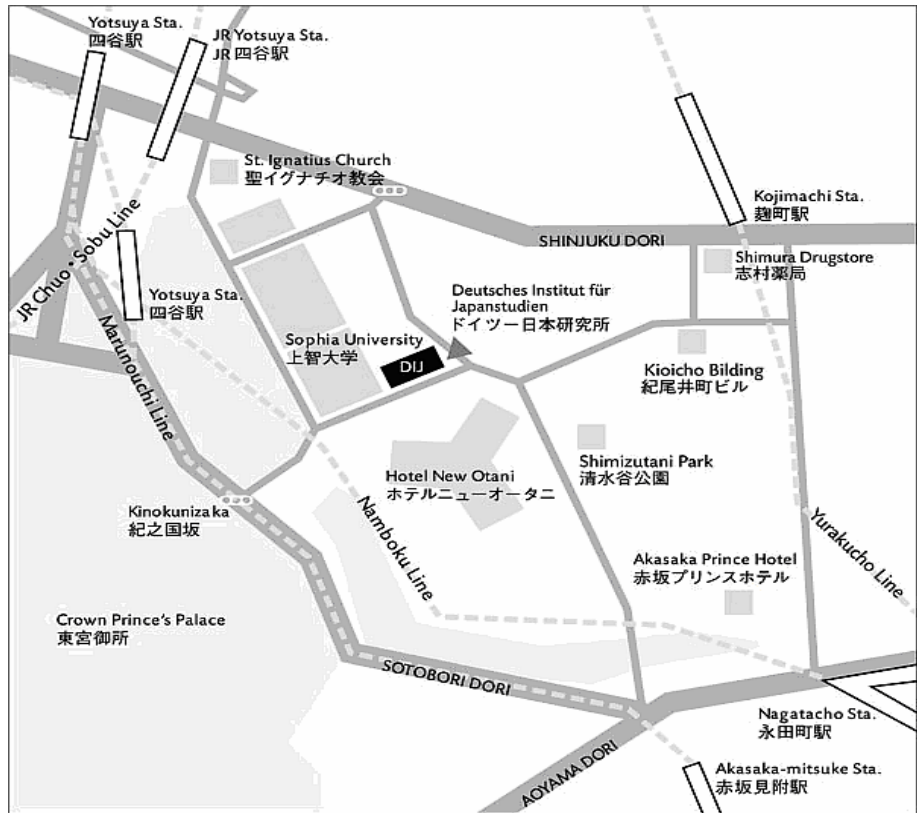 Yotsuya Sta.
四谷駅
JR Yotsuya Sta.
JR 四谷駅
St. Ignatius Church
聖イグナチオ教会
Kojimachi Sta.
麹町駅
SHINJUKU DORI
Shimura Drugstore
志村薬局
JR Chuo・Sobu Line
Yotsuya Sta.
四谷駅
Deutsches Institut für
Japanstudien
ドイツー日本研究所
Sophia University
上智大学
DIJ
Kioicho Bilding
紀尾井町ビル
Marunouchi Line
Hotel New Otani
ホテルニューオータニ
Shimizutani Park
清水谷公園
Kinokunizaka
紀之国坂
Namboku Line
Yurakucho Line
Akasaka Prince Hotel
赤坂プリンスホテル
Crown Prince's Palace
東宮御所
SOTOBORI DORI
Nagatacho Sta.
永田町駅
AOYAMA DORI
Akasaka-mitsuke Sta.
赤坂見附駅